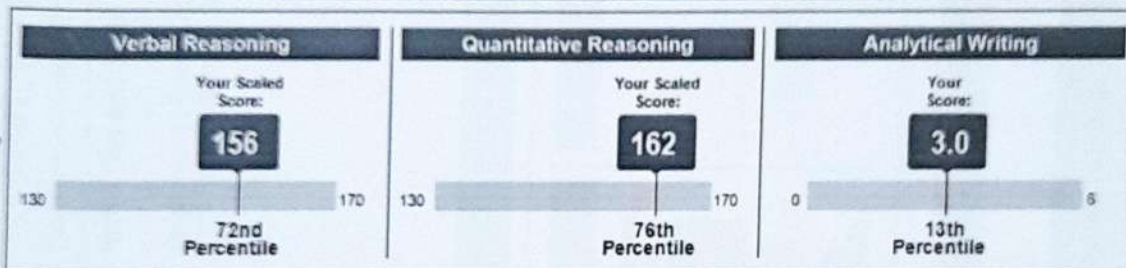 Verbal Reasoning
Your Scaled
Score:
156
130
170
72nd
Percentile
Quantitative Reasoning
Your Scaled
Score:
162
130
170
76th
Percentile
Analytical Writing
Your
Score:
3.0
0
6
13th
Percentile